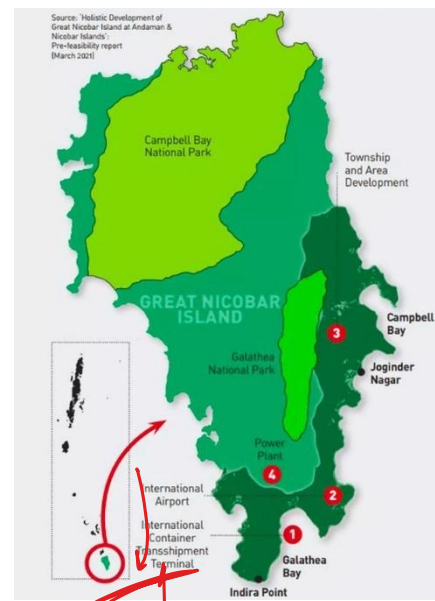 Source: 'Holistic Development of
Great Nicobar Island at Andaman &
Nicobar Islands':
Pre-feasibility report
(March 2021)
Campbell Bay
National Park
Township
and Area
Development
GREAT NICOBAR
ISLAND
Campbell
Bay
3
Galathea
National Park
Joginder
Nagar
Power
Plant
4
International
Airport
2
International
Container
Transshipment
Terminal
1
Galathea
Bay
Indira Point